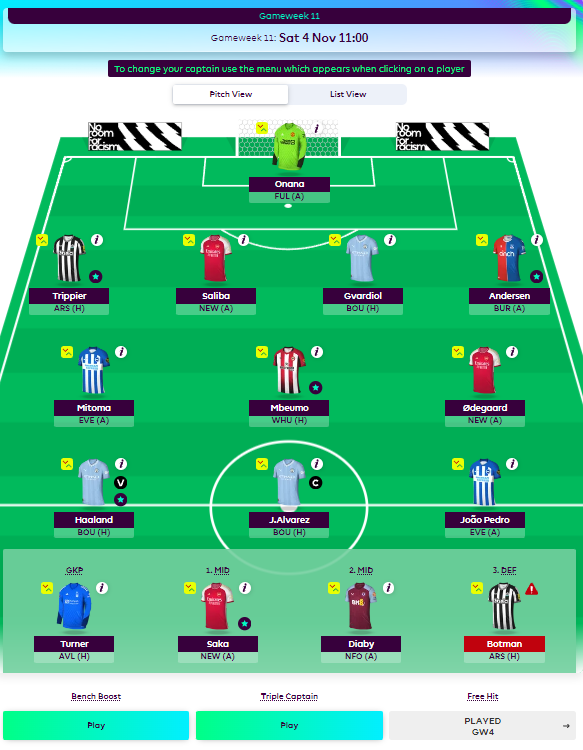 Gameweek 11
Gameweek 11: Sat 4 Nov 11:00
To change your captain use the menu which appears when clicking on a player
Pitch View List View
No Room For Racism No Room For Racism
Onana
FUL (A)
Trippier Saliba Gvardiol Andersen
ARS (H) NEW (A) BOU (H) BUR (A)
Mitoma Mbeumo Ødegaard
EVE (A) WHU (H) NEW (A)
V C
Haaland J.Alvarez João Pedro
BOU (H) BOU (H) EVE (A)
GKP 1. MID 2. MID 3. DEF
Turner Saka Diaby Botman
AVL (H) NEW (A) NFO (A) ARS (H)
Bench Boost Triple Captain Free Hit
Play Play PLAYED
GW4